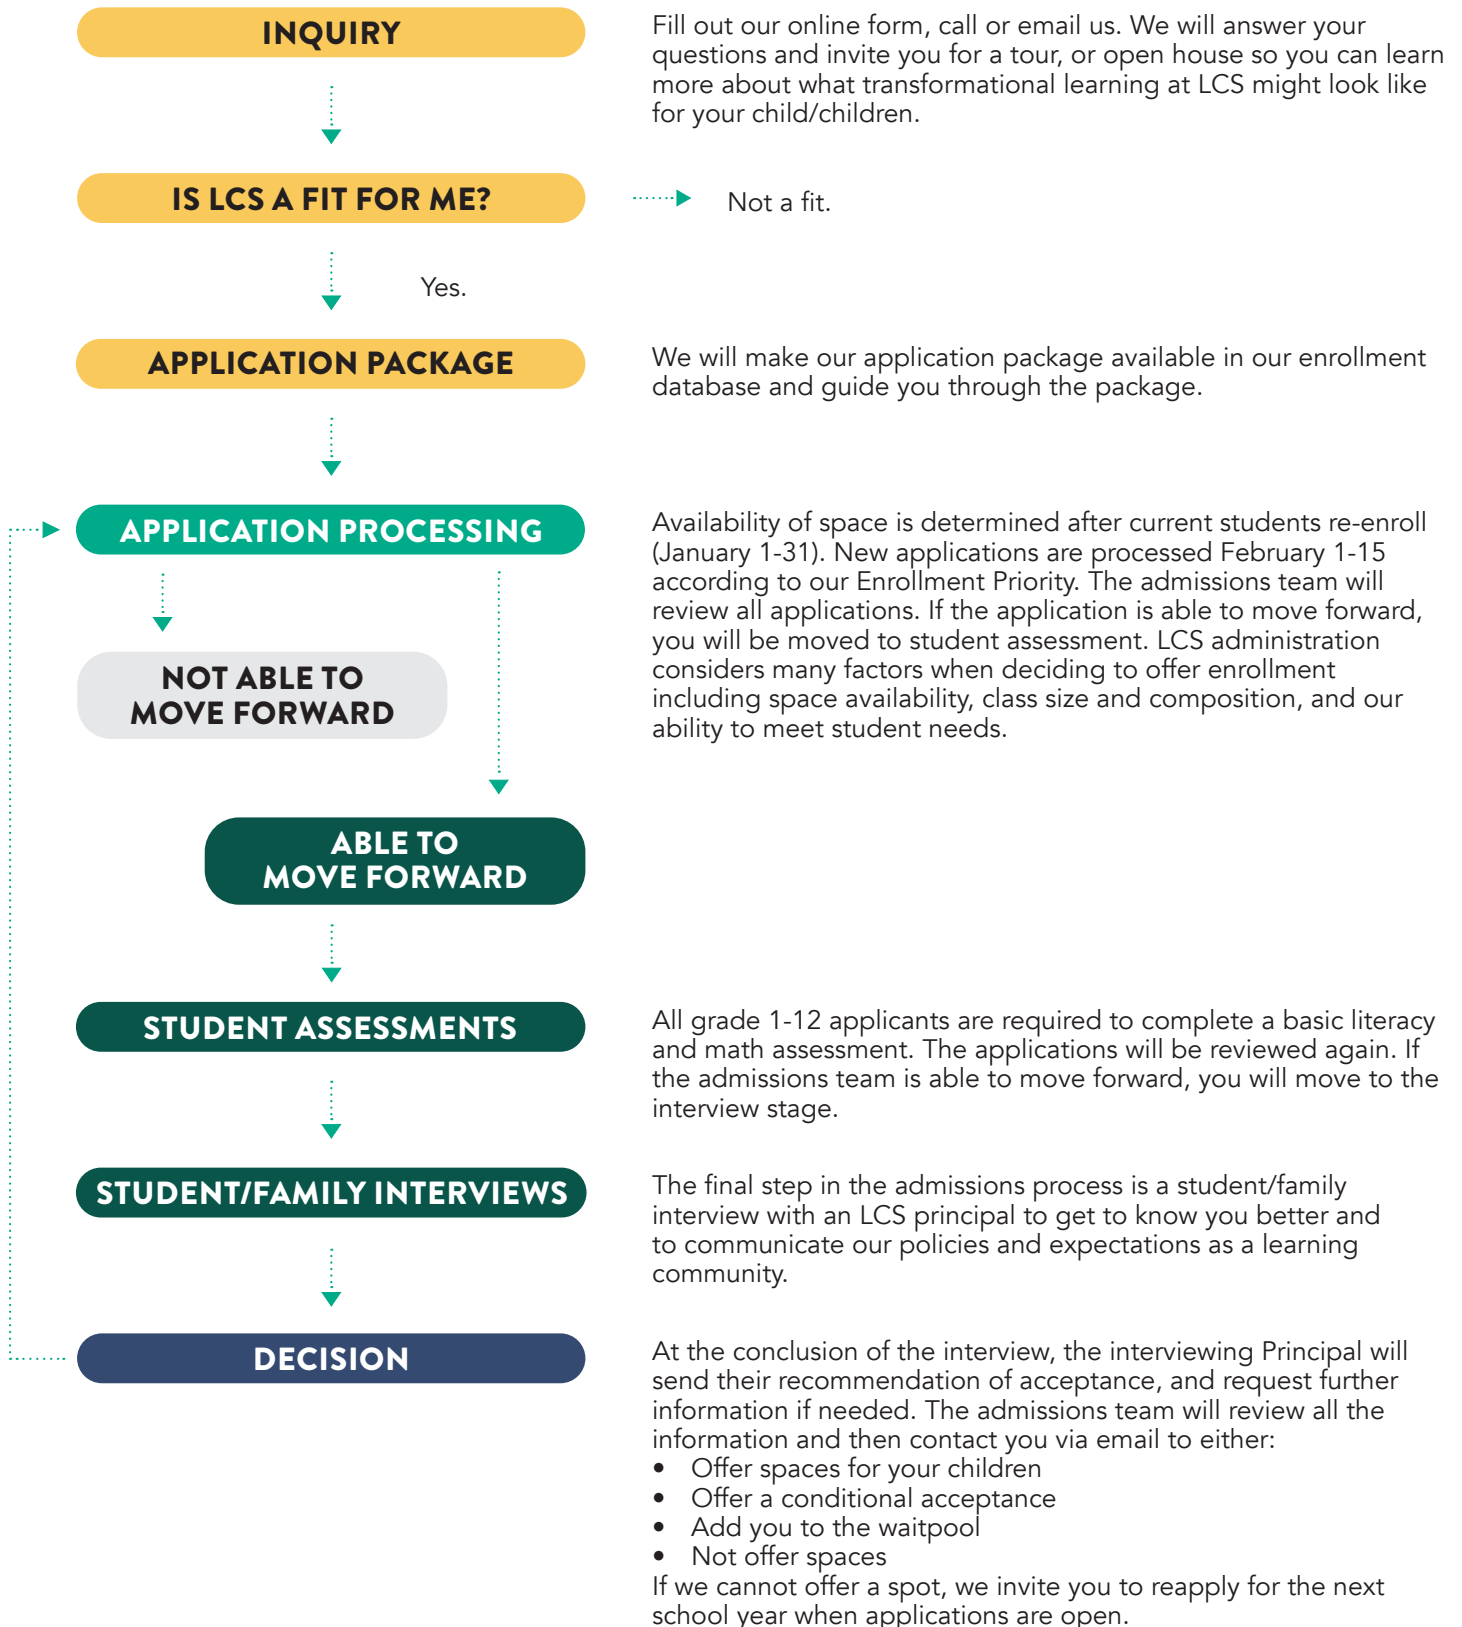 INQUIRY
Fill out our online form, call or email us. We will answer your
questions and invite you for a tour, or open house so you can learn
more about what transformational learning at LCS might look like
for your child/children.
IS LCS A FIT FOR ME?
Not a fit.
Yes.
APPLICATION PACKAGE
We will make our application package available in our enrollment
database and guide you through the package.
APPLICATION PROCESSING
Availability of space is determined after current students re-enroll
(January 1-31). New applications are processed February 1-15
according to our Enrollment Priority. The admissions team will
review all applications. If the application is able to move forward,
you will be moved to student assessment. LCS administration
considers many factors when deciding to offer enrollment
including space availability, class size and composition, and our
ability to meet student needs.
NOT ABLE TO
MOVE FORWARD
ABLE TO
MOVE FORWARD
STUDENT ASSESSMENTS
All grade 1-12 applicants are required to complete a basic literacy
and math assessment. The applications will be reviewed again. If
the admissions team is able to move forward, you will move to the
interview stage.
STUDENT/FAMILY INTERVIEWS
The final step in the admissions process is a student/family
interview with an LCS principal to get to know you better and
to communicate our policies and expectations as a learning
community.
DECISION
At the conclusion of the interview, the interviewing Principal will
send their recommendation of acceptance, and request further
information if needed. The admissions team will review all the
information and then contact you via email to either:
• Offer spaces for your children
• Offer a conditional acceptance
• Add you to the waitpool
• Not offer spaces
If we cannot offer a spot, we invite you to reapply for the next
school year when applications are open.